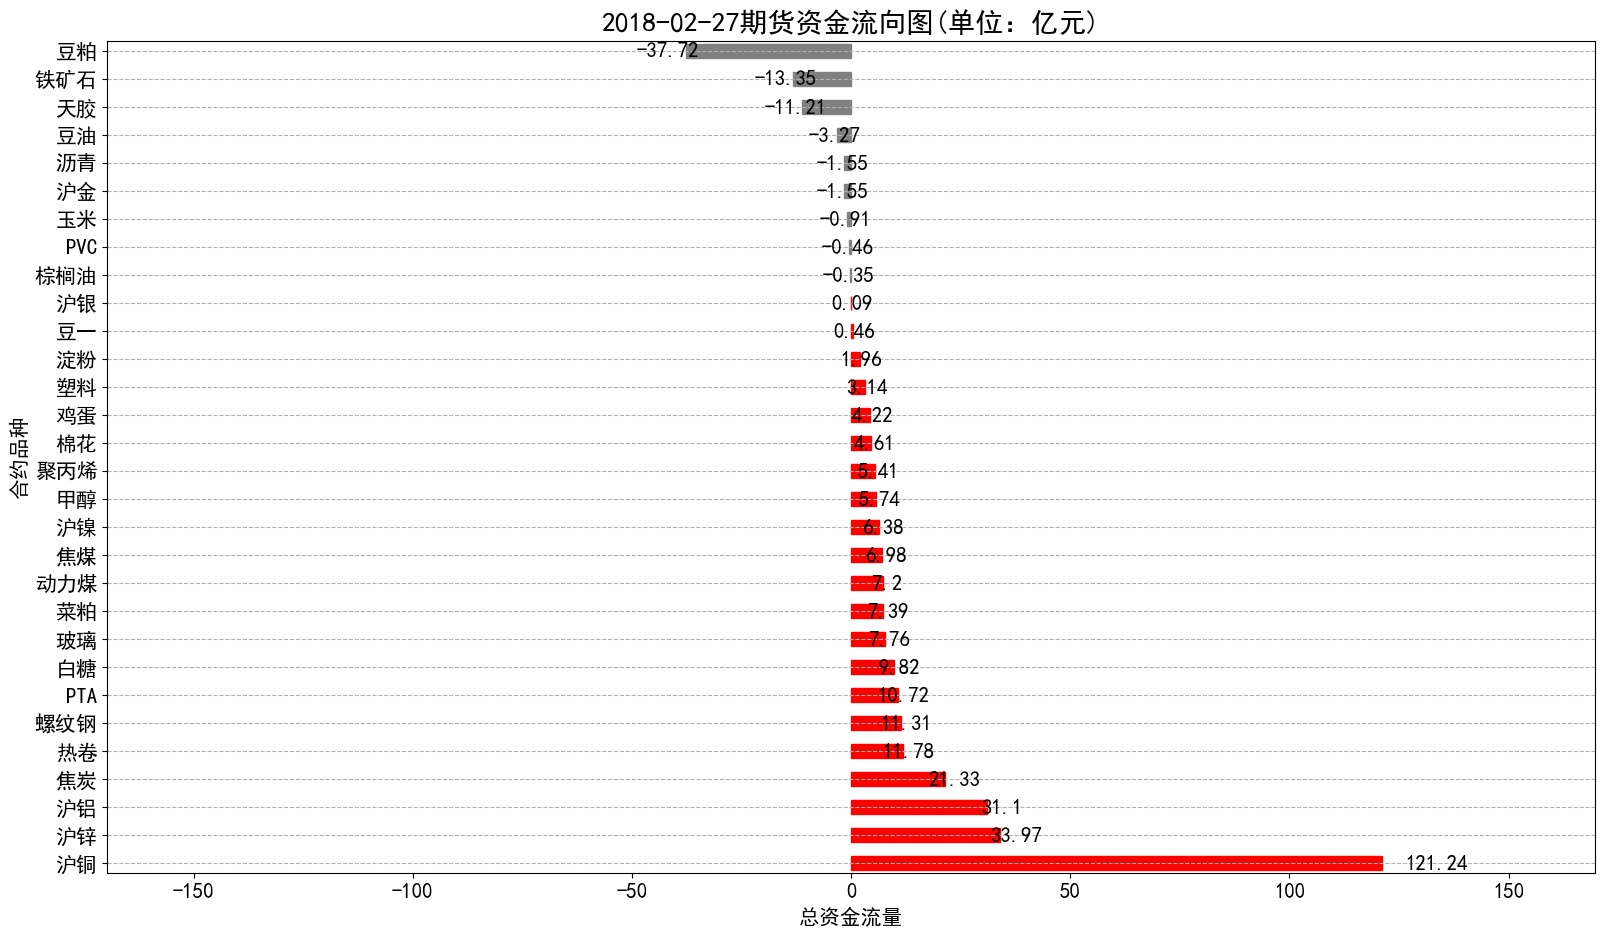 2018-02-27期货资金流向图(单位：亿元)
合约品种
豆粕 -37.72
铁矿石 -13.35
天胶 -11.21
豆油 -3.27
沥青 -1.55
沪金 -1.55
玉米 -0.91
PVC -0.46
棕榈油 -0.35
沪银 0.09
豆一 0.46
淀粉 1.96
塑料 3.14
鸡蛋 4.22
棉花 4.61
聚丙烯 5.41
甲醇 5.74
沪镍 6.38
焦煤 6.98
动力煤 7.2
菜粕 7.39
玻璃 7.76
白糖 9.82
PTA 10.72
螺纹钢 11.31
热卷 11.78
焦炭 21.33
沪铝 31.1
沪锌 33.97
沪铜 121.24
-150 -100 -50 0 50 100 150
总资金流量